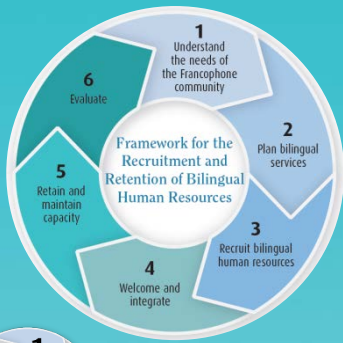 1
Understand
the needs of
the Francophone
community
2
Plan bilingual
services
3
Recruit bilingual
human resources
4
Welcome and
integrate
5
Retain and
maintain
capacity
6
Evaluate
Framework for the
Recruitment and
Retention of Bilingual
Human Resources
1